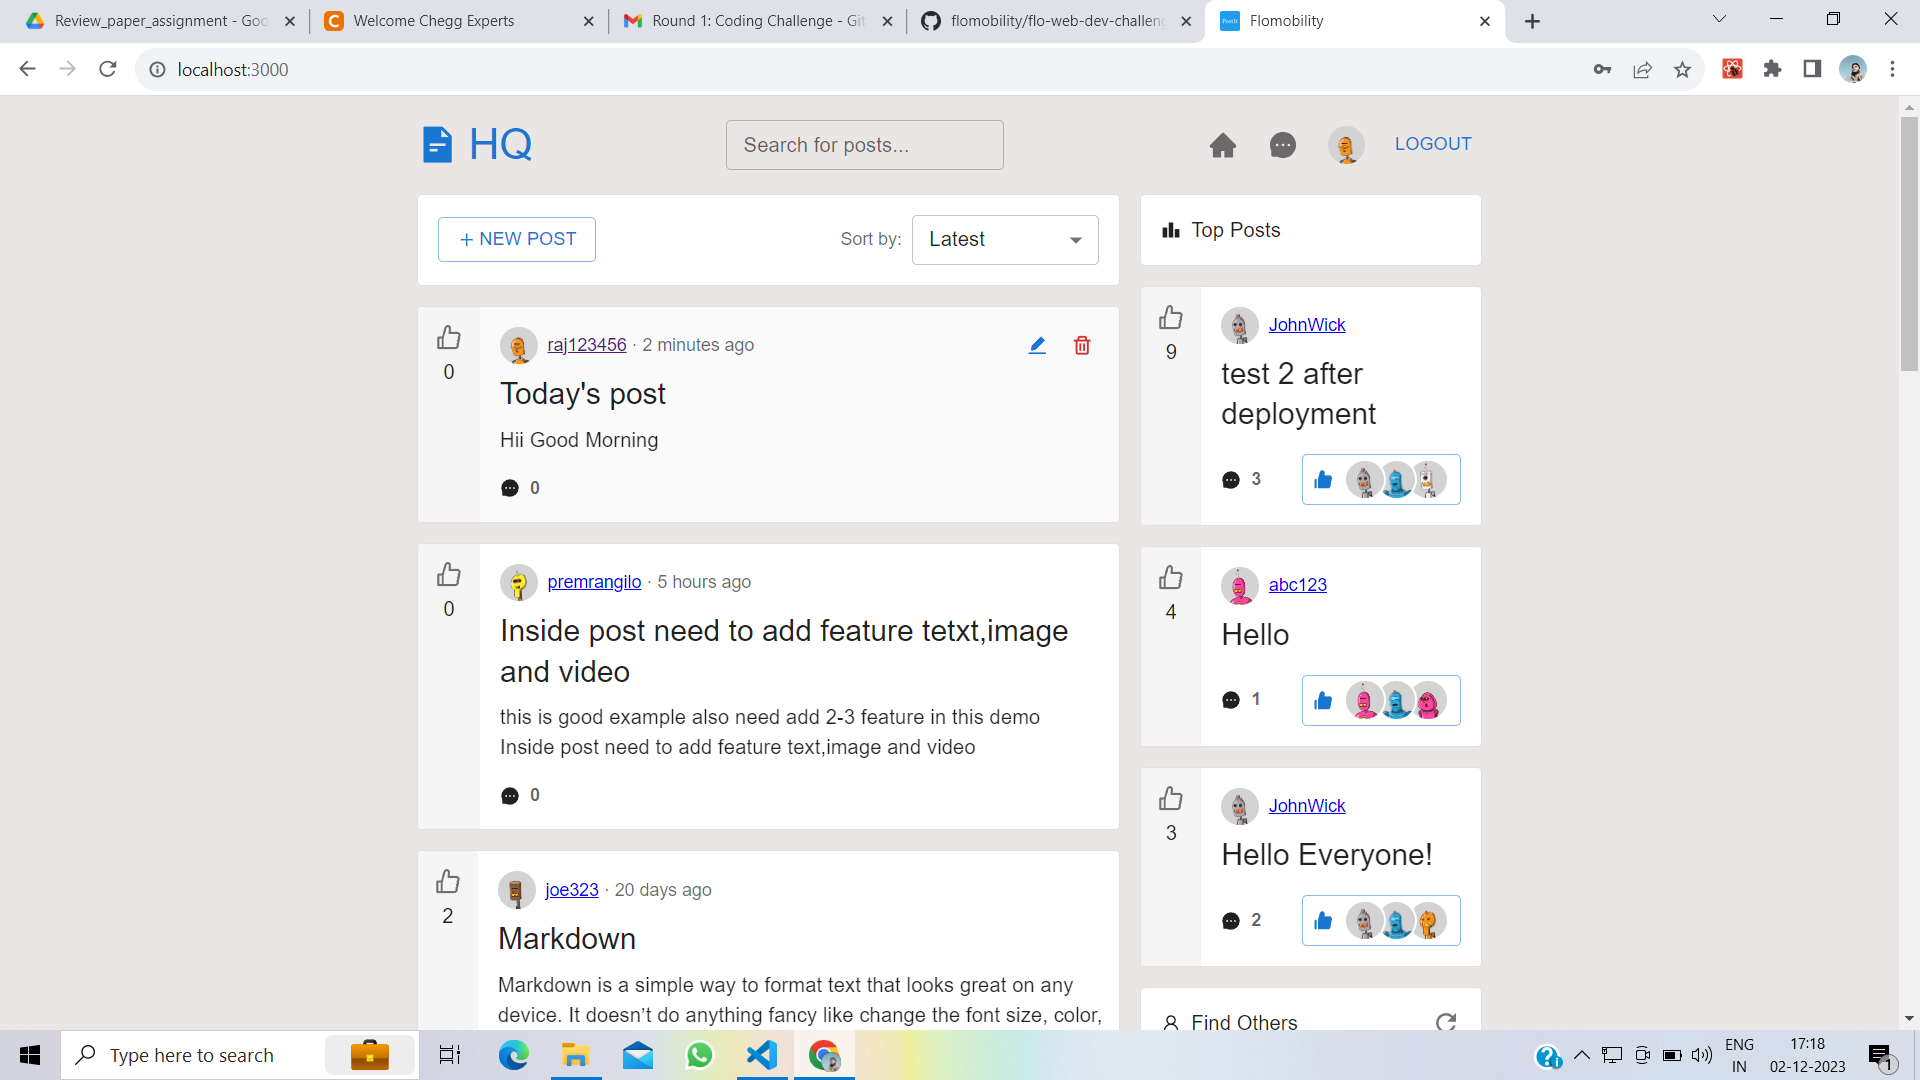 Review_paper_assignment - Goo
Welcome Chegg Experts
Round 1: Coding Challenge - Git
flomobility/flo-web-dev-challeng
Flomobility
localhost:3000
HQ
Search for posts...
LOGOUT
+ NEW POST
Sort by:
Latest
0
raj123456 · 2 minutes ago
Today's post
Hii Good Morning
0
0
premrangilo · 5 hours ago
Inside post need to add feature tetxt,image
and video
this is good example also need add 2-3 feature in this demo
Inside post need to add feature text,image and video
0
2
joe323 · 20 days ago
Markdown
Markdown is a simple way to format text that looks great on any
device. It doesn’t do anything fancy like change the font size, color,
Top Posts
9
JohnWick
test 2 after
deployment
3
4
abc123
Hello
1
3
JohnWick
Hello Everyone!
2
Find Others
Type here to search
ENG
IN
17:18
02-12-2023
1